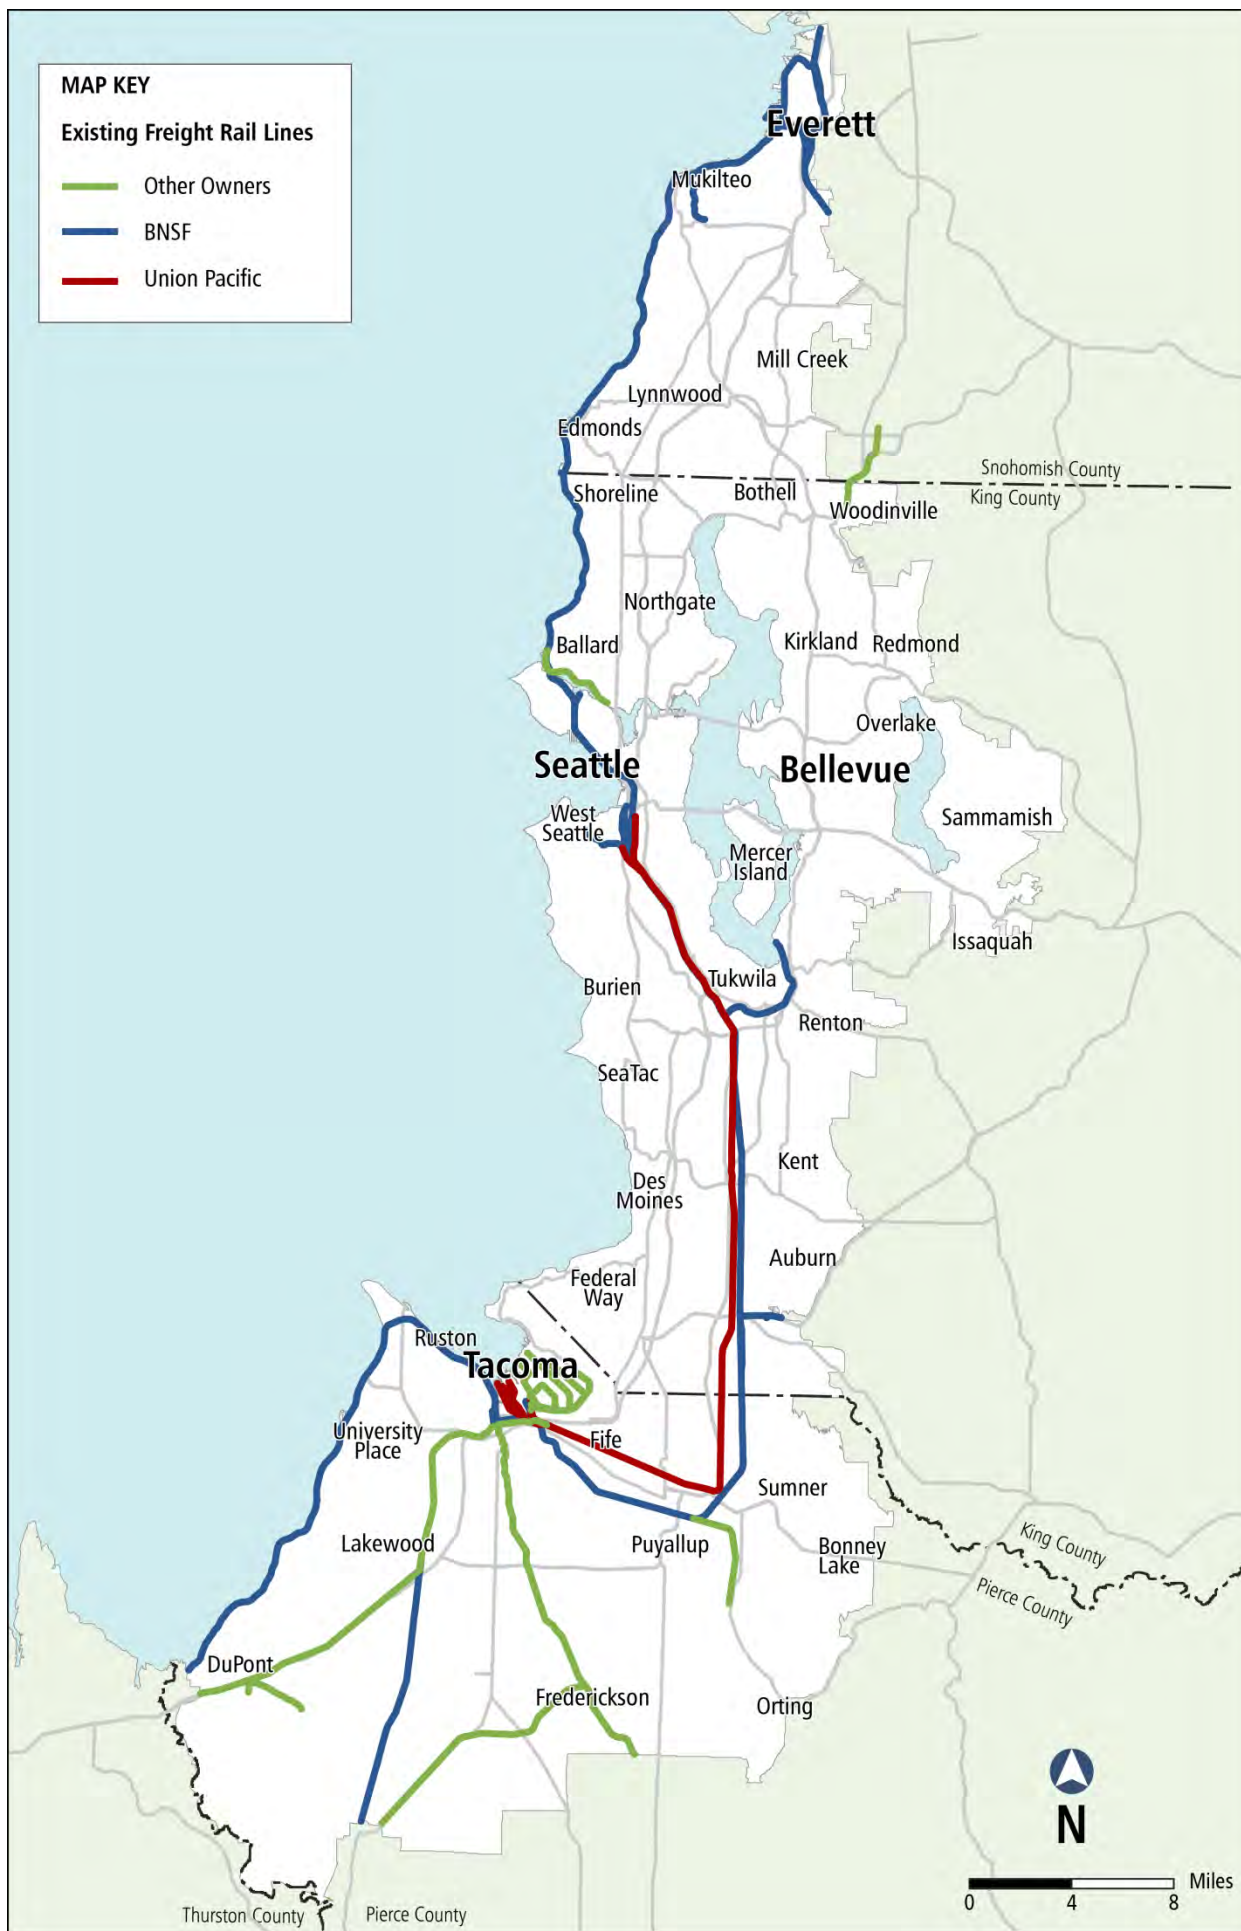 MAP KEY
Existing Freight Rail Lines
Other Owners
BNSF
Union Pacific
Everett
Mukilteo
Mill Creek
Lynnwood
Edmonds
Snohomish County
King County
Shoreline
Bothell
Woodinville
Northgate
Ballard
Kirkland
Redmond
Overlake
Seattle
Bellevue
West
Seattle
Sammamish
Mercer
Island
Issaquah
Tukwila
Burien
Renton
SeaTac
Kent
Des
Moines
Auburn
Federal
Way
Ruston
Tacoma
University
Place
Fife
Sumner
Lakewood
Puyallup
Bonney
Lake
King County
Pierce County
DuPont
Frederickson
Orting
N
Miles
0 4 8
Thurston County
Pierce County